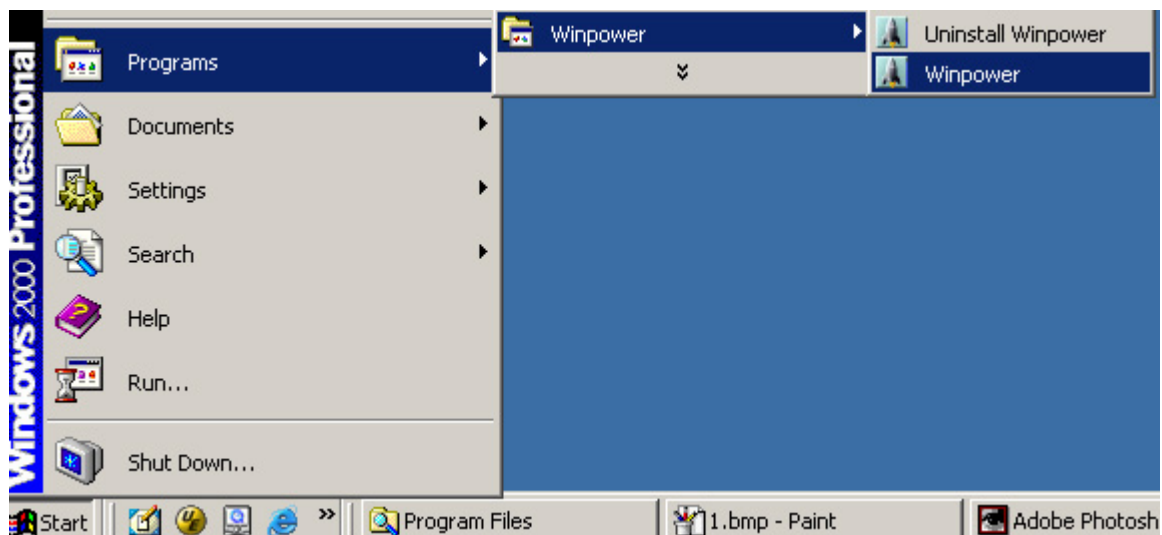 Windows 2000 Professional
Programs
Documents
Settings
Search
Help
Run...
Shut Down...
Winpower
Uninstall Winpower
Winpower
Start
Program Files
1.bmp - Paint
Adobe Photosh